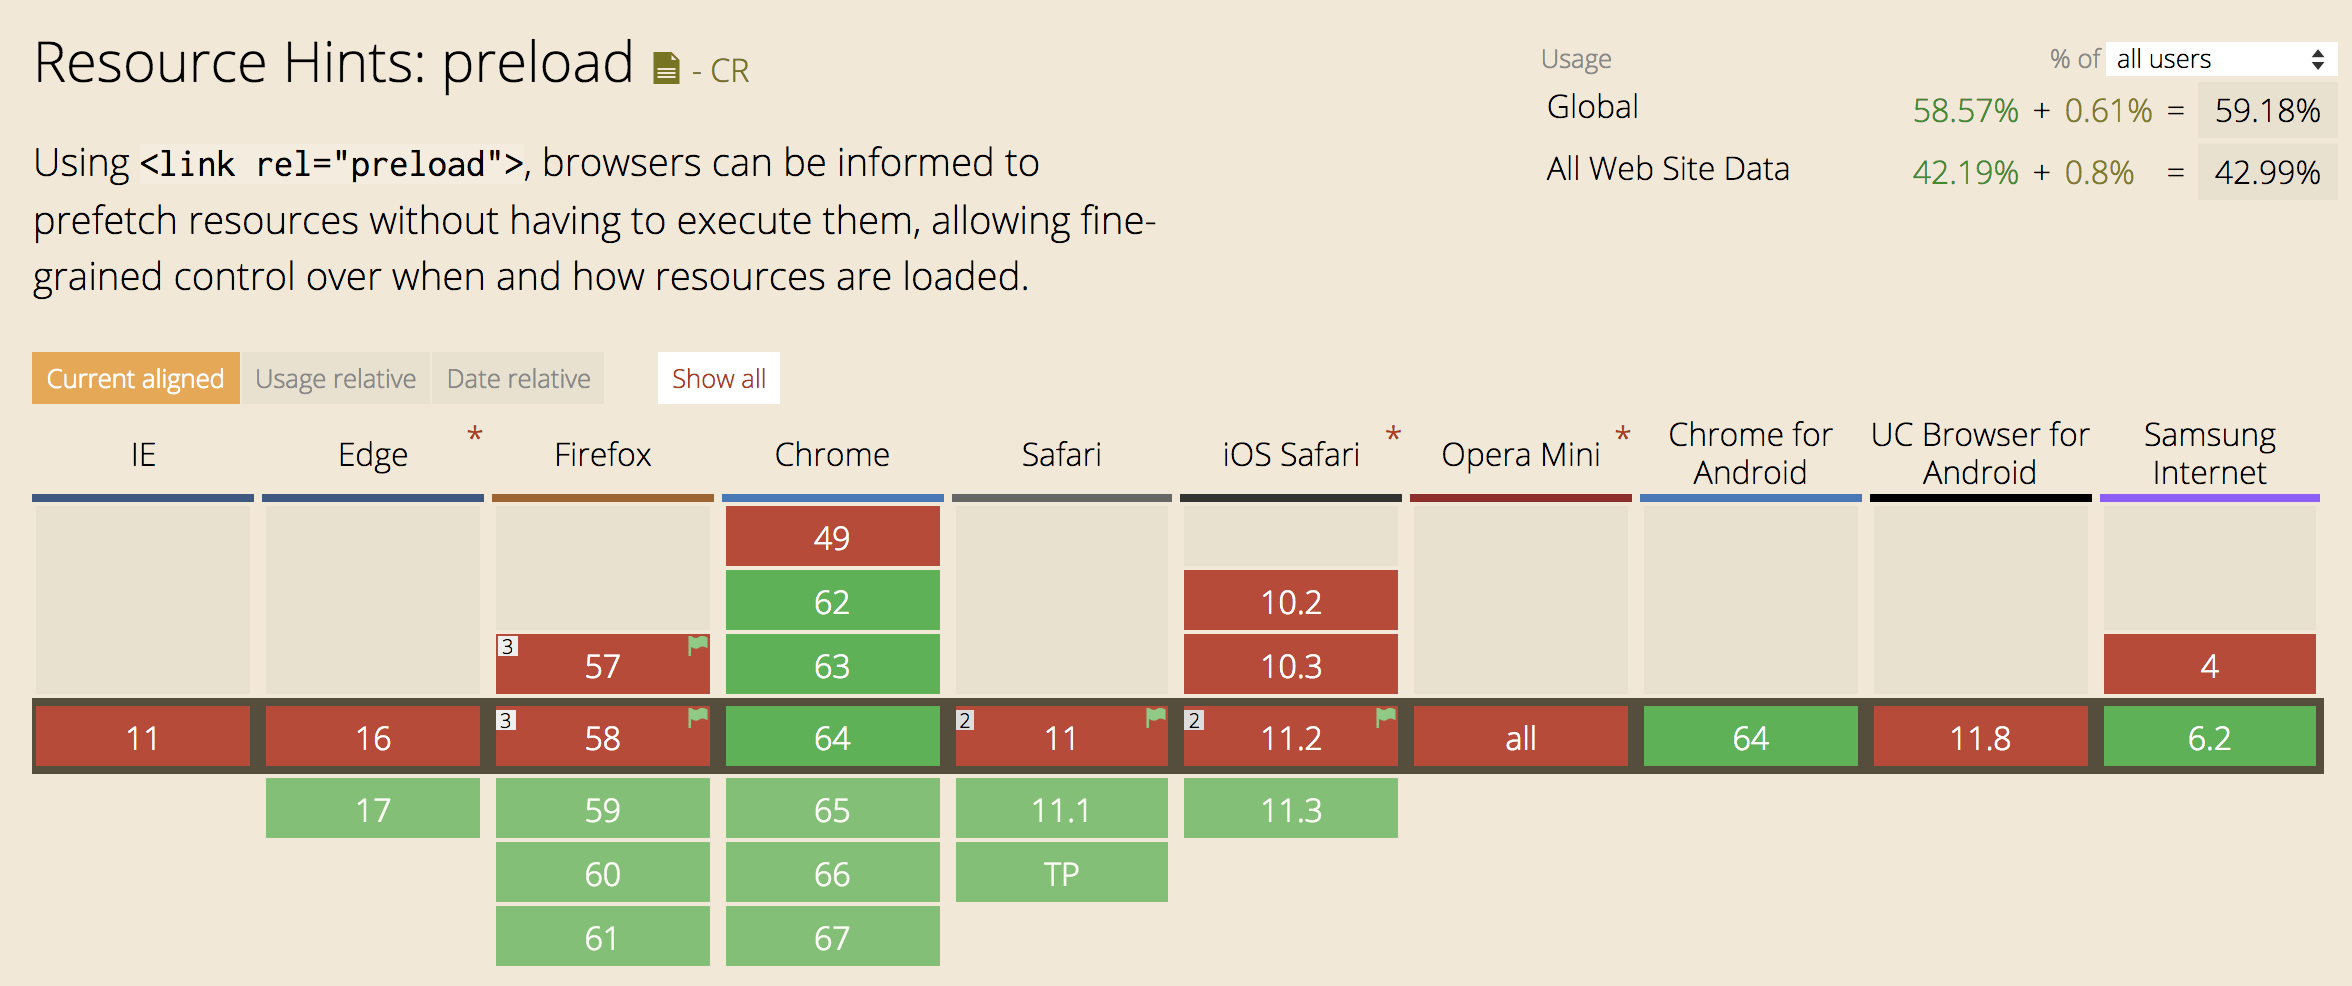 Resource Hints: preload - CR
Usage % of all users
Global 58.57% + 0.61% = 59.18%
All Web Site Data 42.19% + 0.8% = 42.99%
Using <link rel="preload">, browsers can be informed to
prefetch resources without having to execute them, allowing fine-
grained control over when and how resources are loaded.
Current aligned Usage relative Date relative Show all
IE Edge * Firefox Chrome Safari iOS Safari * Opera Mini * Chrome for Android UC Browser for Android Samsung Internet
49
62 10.2
3 57 63 10.3 4
11 16 3 58 64 2 11 2 11.2 all 64 11.8 6.2
17 59 65 11.1 11.3
60 66 TP
61 67